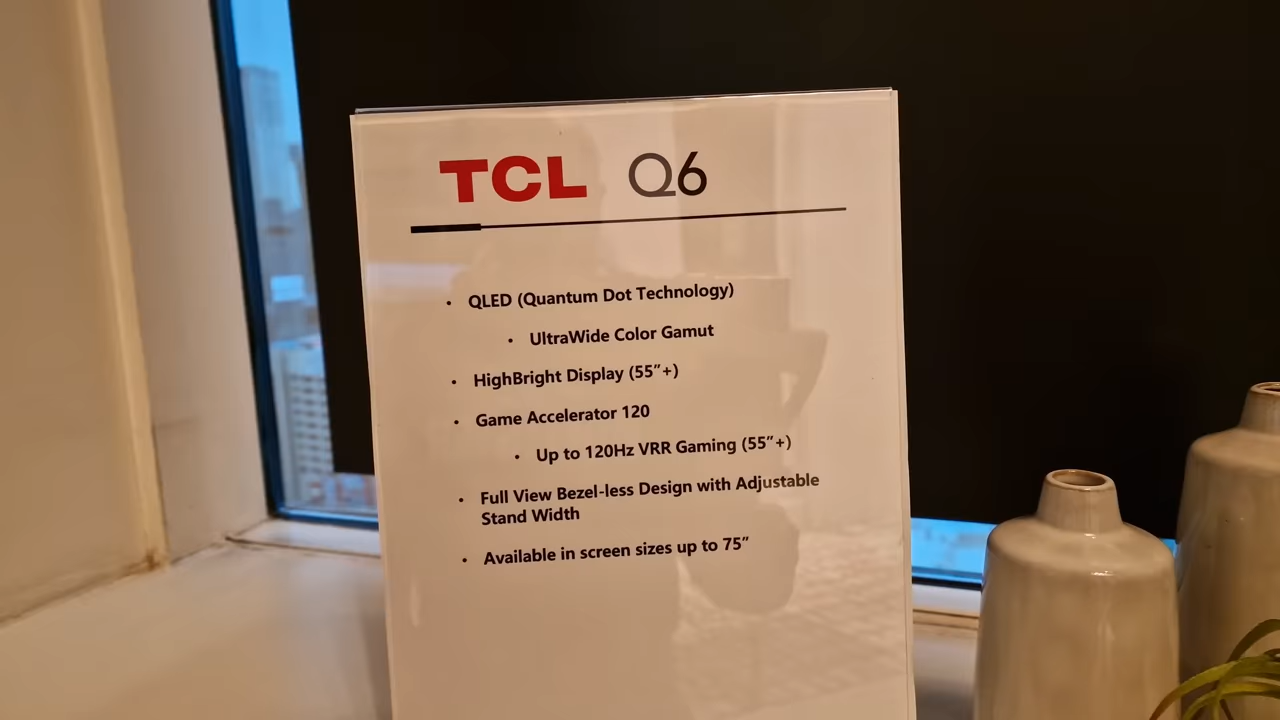 TCL Q6
• QLED (Quantum Dot Technology)
• UltraWide Color Gamut
• HighBright Display (55”+)
• Game Accelerator 120
• Up to 120Hz VRR Gaming (55”+)
• Full View Bezel-less Design with Adjustable
Stand Width
• Available in screen sizes up to 75”